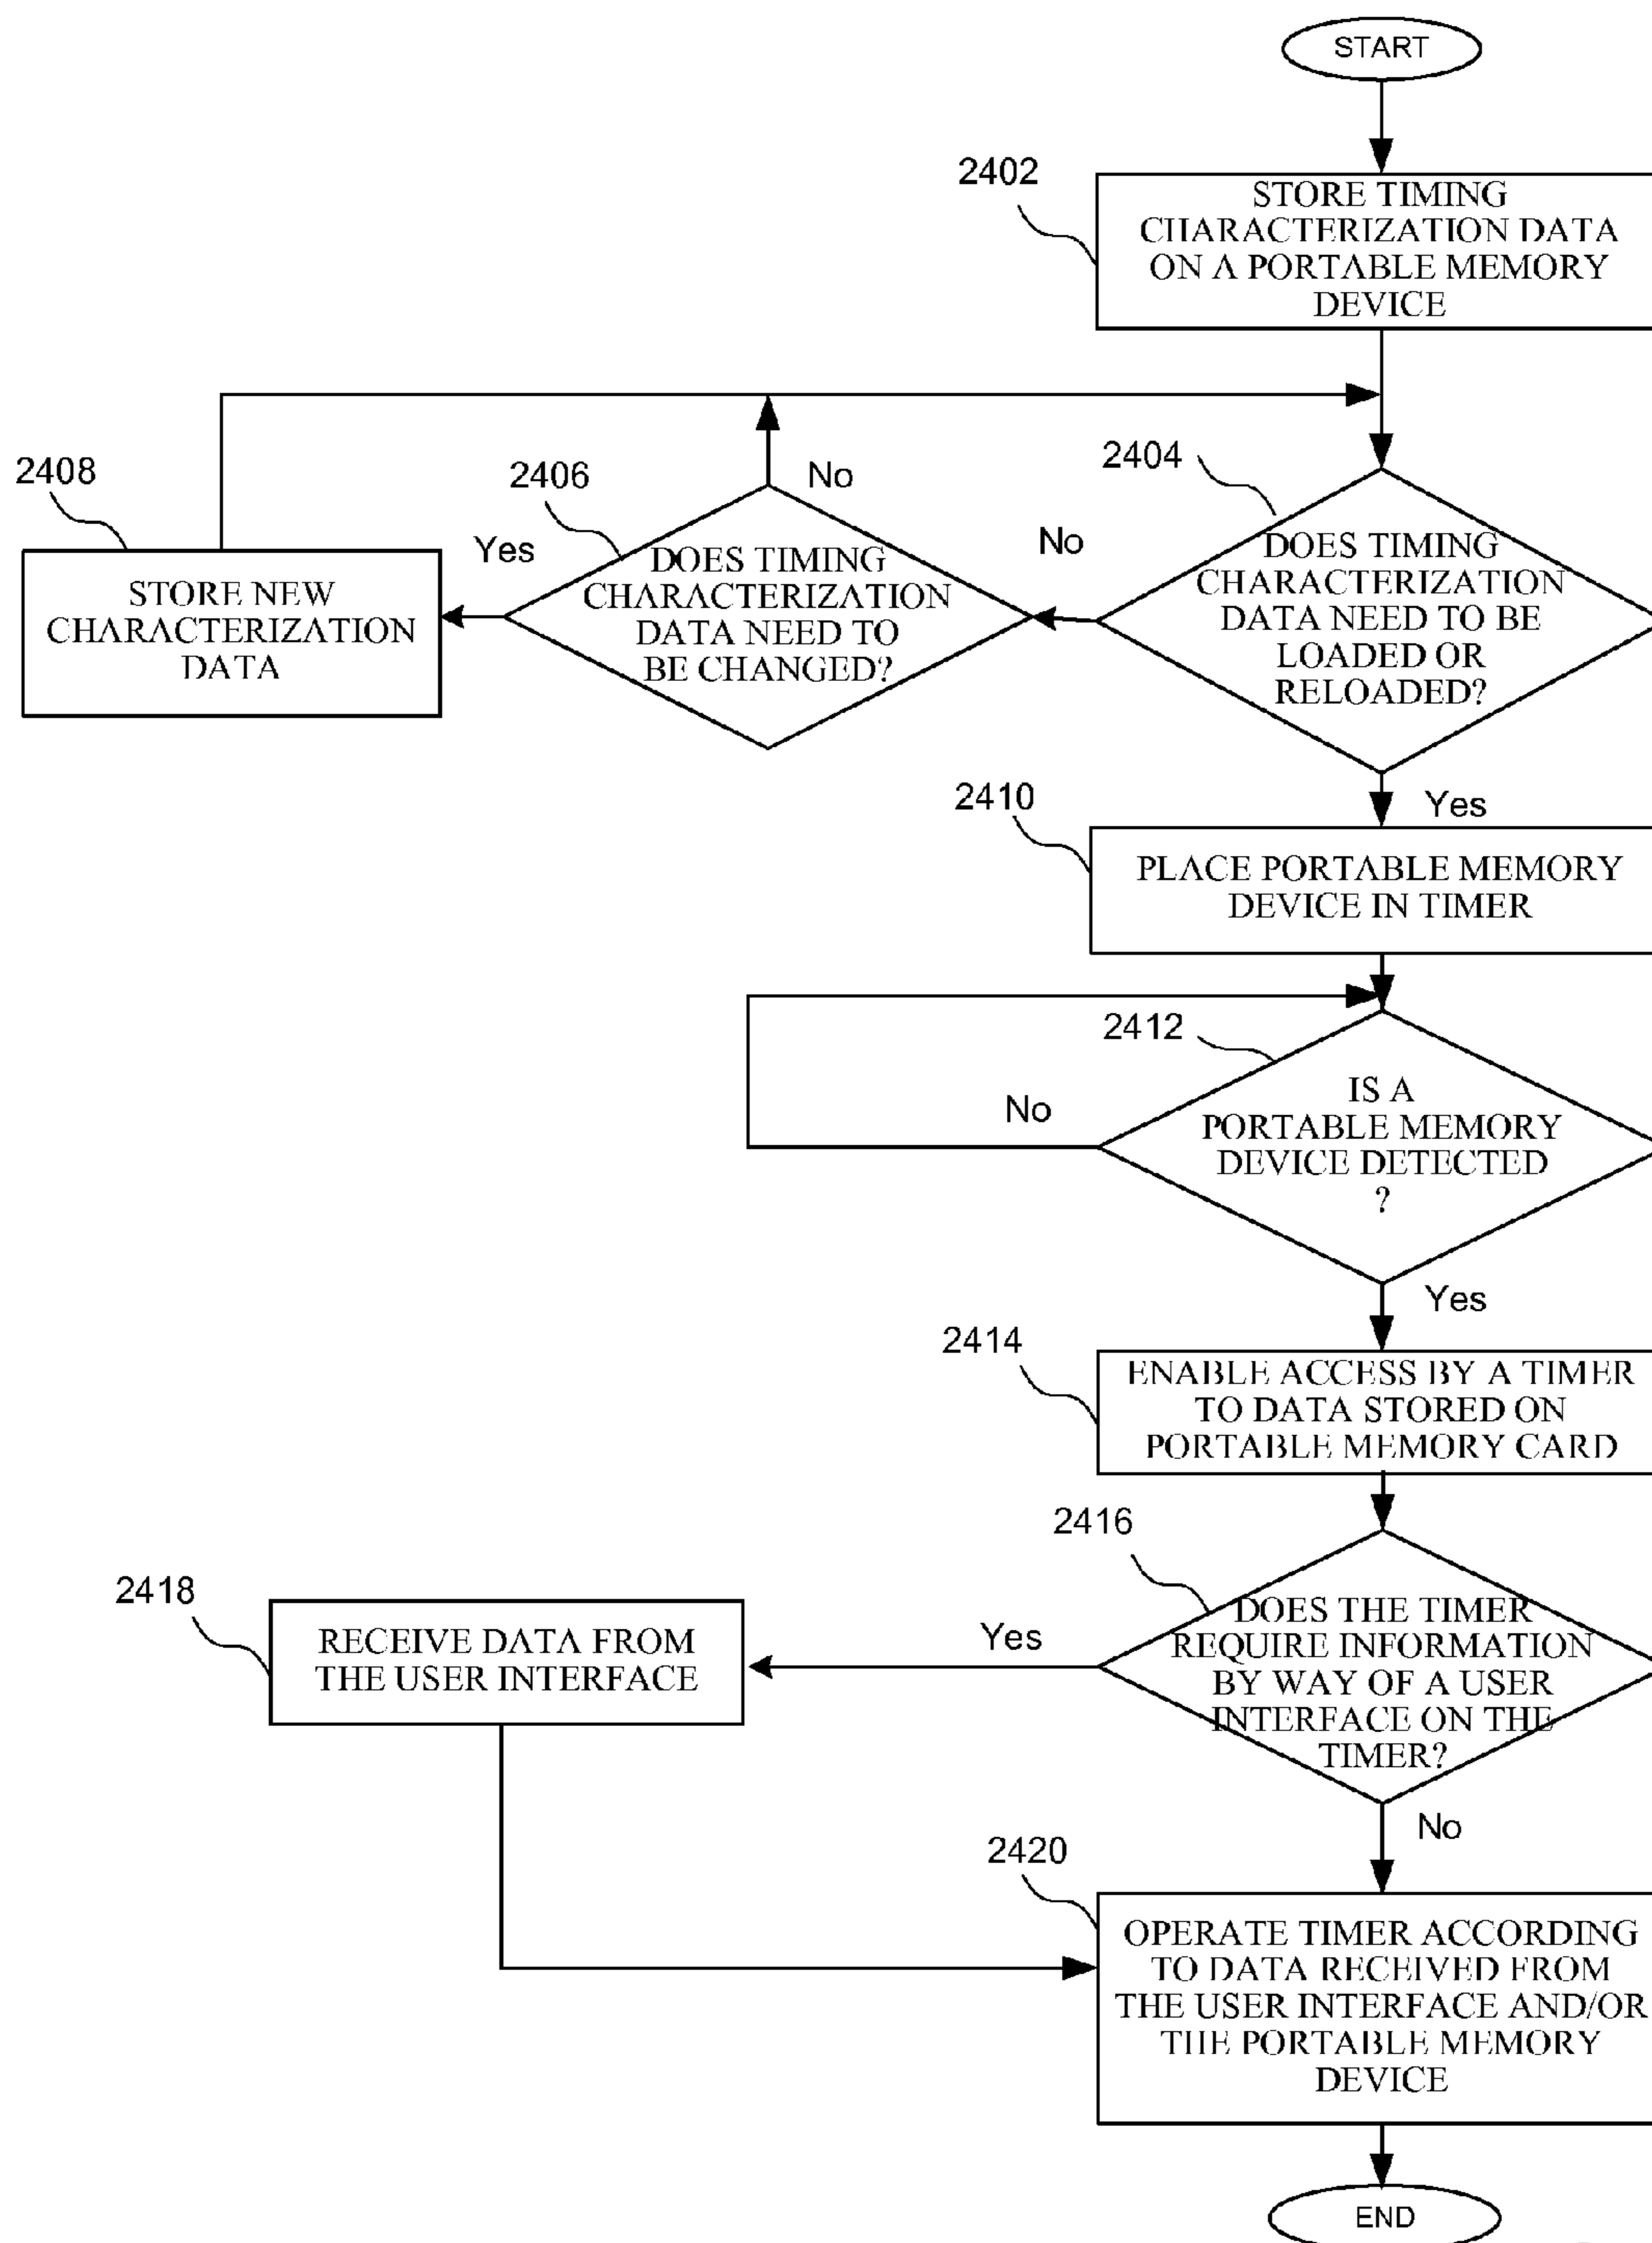 START
2402
STORE TIMING
CHARACTERIZATION DATA
ON A PORTABLE MEMORY
DEVICE
2404
DOES TIMING
CHARACTERIZATION
DATA NEED TO BE
LOADED OR
RELOADED?
No
2406
DOES TIMING
CHARACTERIZATION
DATA NEED TO
BE CHANGED?
No
Yes
2408
STORE NEW
CHARACTERIZATION
DATA
Yes
2410
PLACE PORTABLE MEMORY
DEVICE IN TIMER
2412
IS A
PORTABLE MEMORY
DEVICE DETECTED
?
No
Yes
2414
ENABLE ACCESS BY A TIMER
TO DATA STORED ON
PORTABLE MEMORY CARD
2416
DOES THE TIMER
REQUIRE INFORMATION
BY WAY OF A USER
INTERFACE ON THE
TIMER?
Yes
2418
RECEIVE DATA FROM
THE USER INTERFACE
No
2420
OPERATE TIMER ACCORDING
TO DATA RECEIVED FROM
THE USER INTERFACE AND/OR
THE PORTABLE MEMORY
DEVICE
END